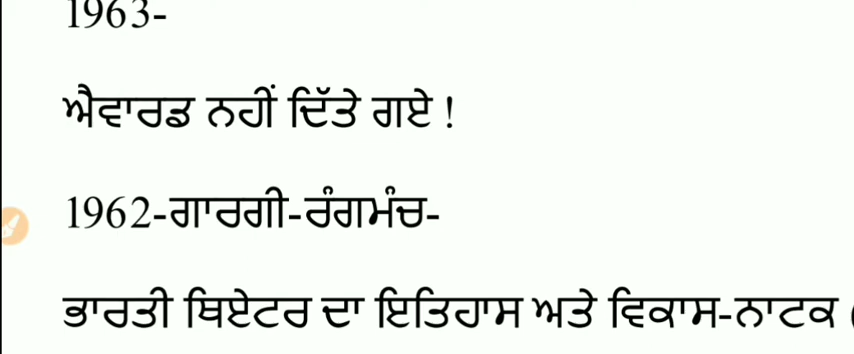 1963-
ਐਵਾਰਡ ਨਹੀਂ ਦਿੱਤੇ ਗਏ !
1962-ਗਾਰਗੀ-ਰੰਗਮੰਚ-
ਭਾਰਤੀ ਥਿਏਟਰ ਦਾ ਇਤਿਹਾਸ ਅਤੇ ਵਿਕਾਸ-ਨਾਟਕ (